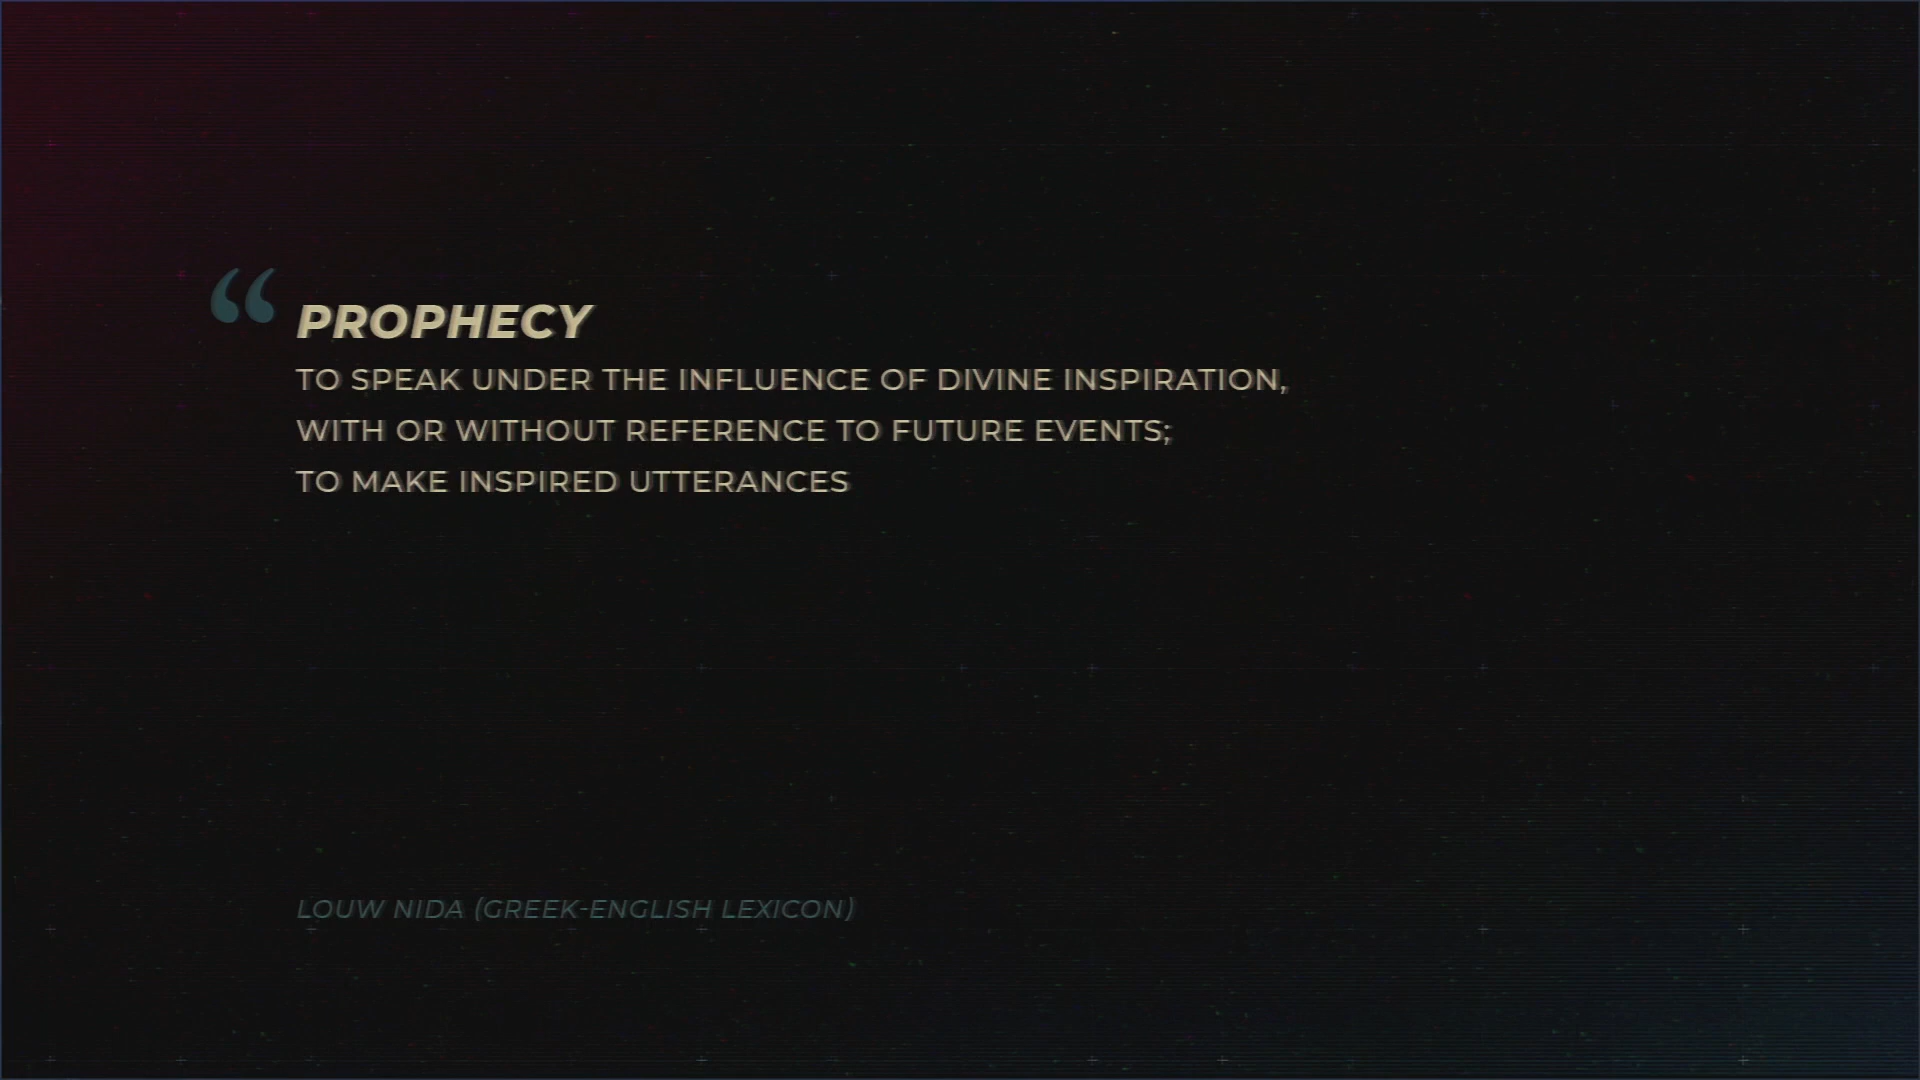 “ PROPHECY
TO SPEAK UNDER THE INFLUENCE OF DIVINE INSPIRATION,
WITH OR WITHOUT REFERENCE TO FUTURE EVENTS;
TO MAKE INSPIRED UTTERANCES
LOUW NIDA (GREEK-ENGLISH LEXICON)